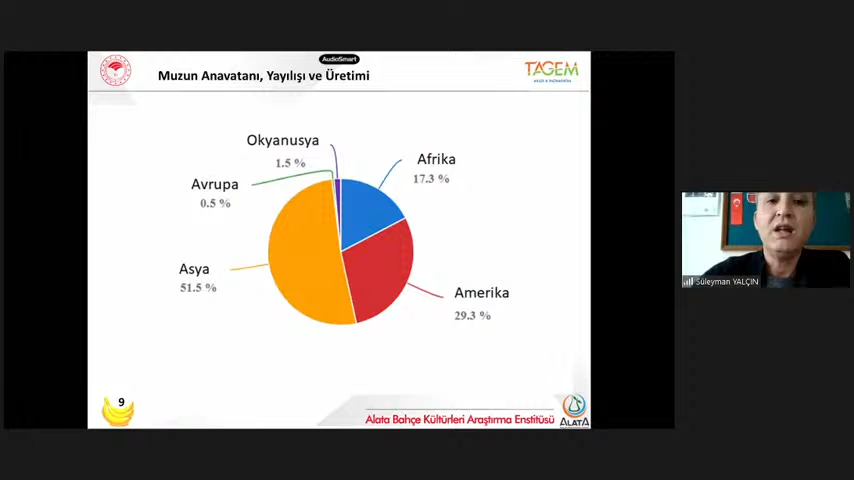 AudioSmart
Muzun Anavatanı, Yayılışı ve Üretimi
TAGEM
Okyanusya
1.5 %
Afrika
17.3 %
Avrupa
0.5 %
Asya
51.5 %
Amerika
29.3 %
Süleyman YALÇIN
9
Alata Bahçe Kültürleri Araştırma Enstitüsü
ALATA